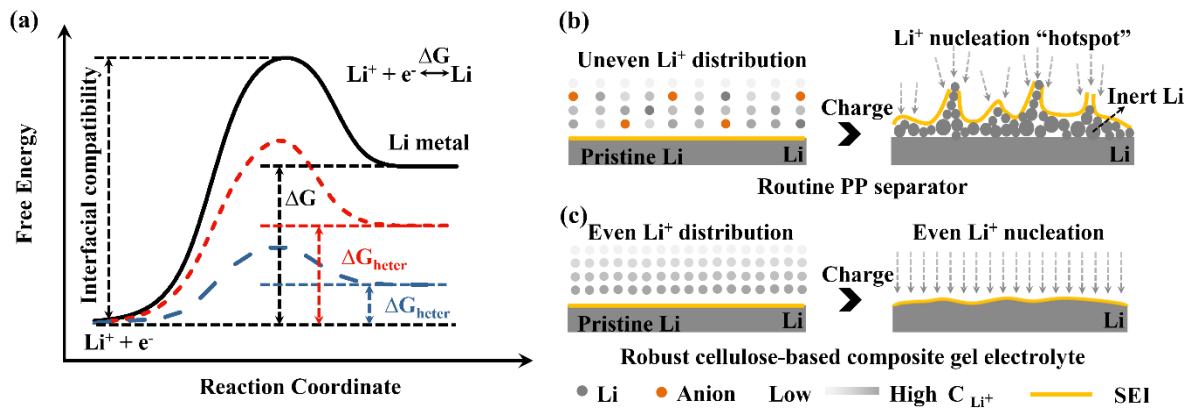 (a)
Free Energy
Interfacial compatibility
ΔG
Li⁺ + e⁻ ⟷ Li
Li metal
ΔG
ΔG_heter
ΔG_heter
Li⁺ + e⁻
Reaction Coordinate
(b)
Uneven Li⁺ distribution
Pristine Li
Li
Charge
Li⁺ nucleation “hotspot”
Inert Li
Li
Routine PP separator
(c)
Even Li⁺ distribution
Pristine Li
Li
Charge
Even Li⁺ nucleation
Li
Robust cellulose-based composite gel electrolyte
Li Anion Low High C Li⁺ SEI